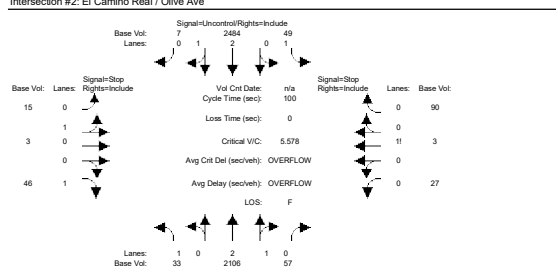 Intersection #2: El Camino Real / Olive Ave
Signal=Uncontrol/Rights=Include
Base Vol: 7 2484 49
Lanes: 0 1 2 0 1
Signal=Stop
Base Vol: Lanes: Rights=Include
Vol Cnt Date: n/a
Signal=Stop
Rights=Include Lanes: Base Vol:
Cycle Time (sec): 100
15 0
0 90
Loss Time (sec): 0
1
0
3 0
Critical V/C: 5.578
1! 3
0
Avg Crit Del (sec/veh): OVERFLOW
0
46 1
Avg Delay (sec/veh): OVERFLOW
0 27
LOS: F
Lanes: 1 0 2 1 0
Base Vol: 33 2106 57